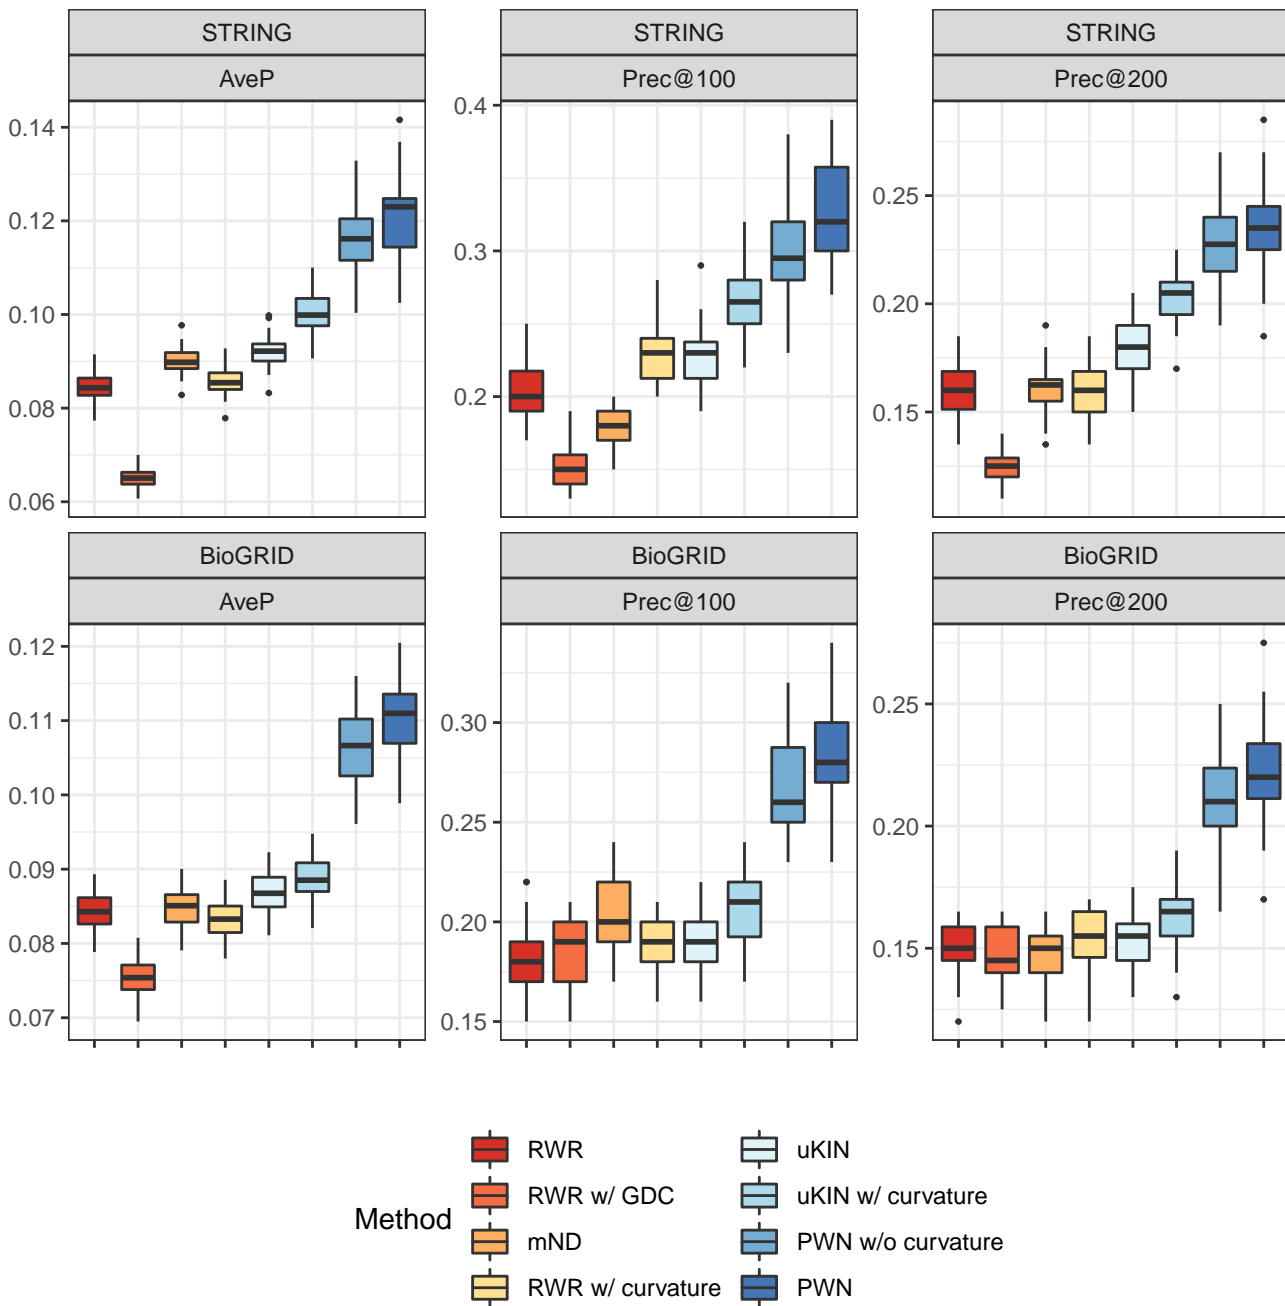 STRING STRING STRING
AveP Prec@100 Prec@200
0.14
0.12
0.10
0.08
0.06
0.4
0.3
0.2
0.25
0.20
0.15
BioGRID BioGRID BioGRID
AveP Prec@100 Prec@200
0.12
0.11
0.10
0.09
0.08
0.07
0.30
0.25
0.20
0.15
0.25
0.20
0.15
Method
RWR
RWR w/ GDC
mND
RWR w/ curvature
uKIN
uKIN w/ curvature
PWN w/o curvature
PWN